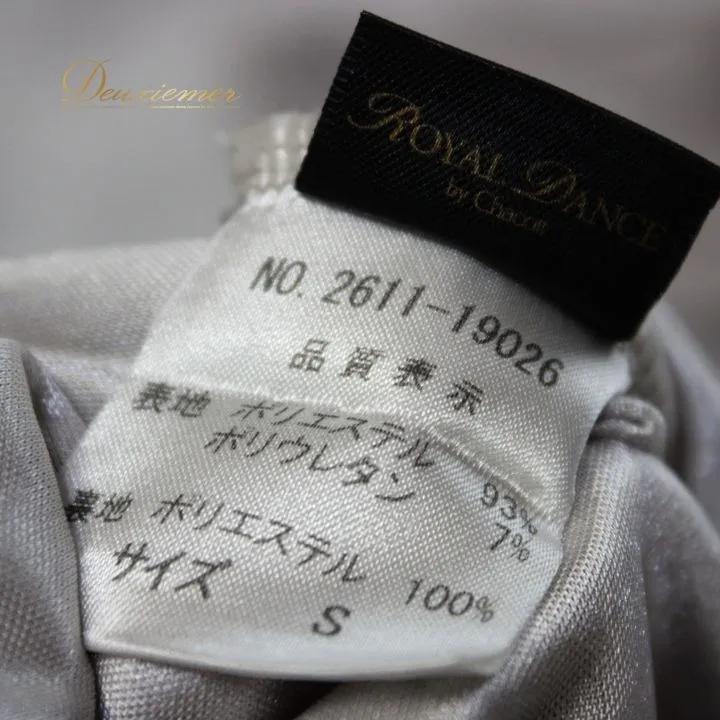 Deuxiemer
ROYAL DANCE
by Chacott
NO. 2611-19026
品質表示
表地 ポリエステル 93%
ポリウレタン 7%
表地 ポリエステル 100%
サイズ S